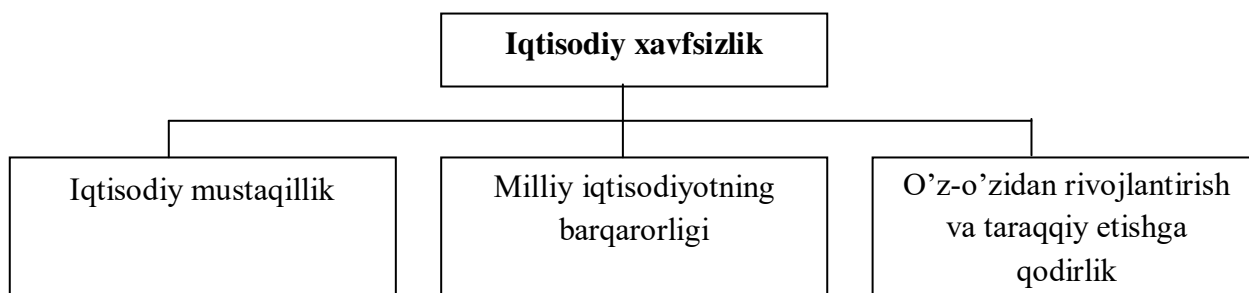 Iqtisodiy xavfsizlik
Iqtisodiy mustaqillik
Milliy iqtisodiyotning
barqarorligi
O’z-o’zidan rivojlantirish
va taraqqiy etishga
qodirlik